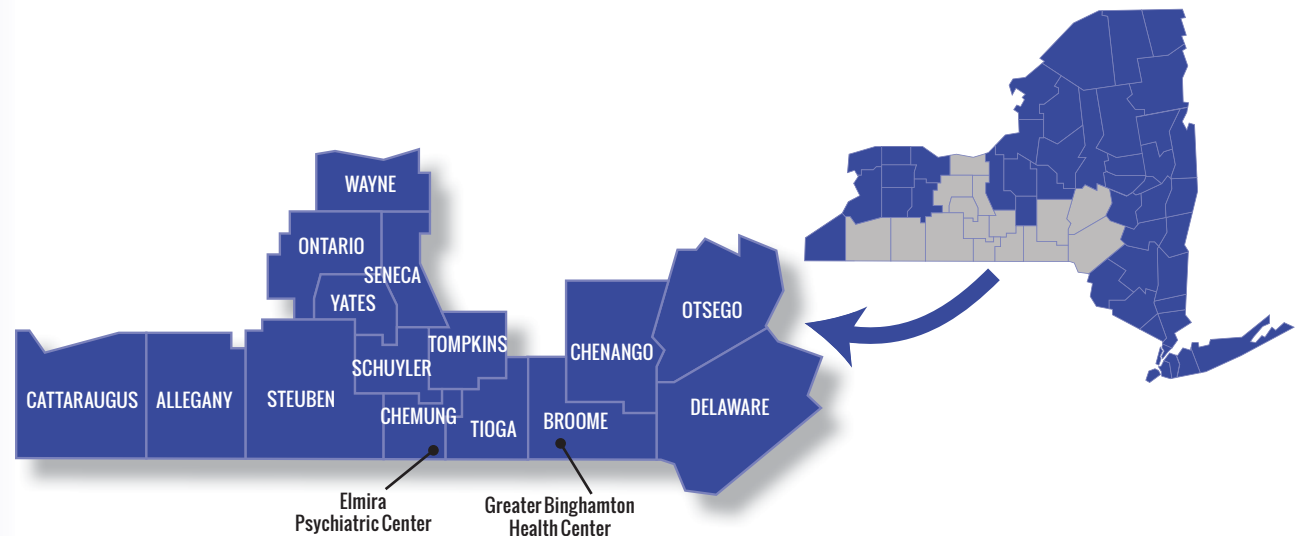 WAYNE
ONTARIO
SENECA
YATES
OTSEGO
TOMPKINS
CHENANGO
SCHUYLER
CATTARAUGUS
ALLEGANY
STEUBEN
DELAWARE
CHEMUNG
TIOGA
BROOME
Elmira
Psychiatric Center
Greater Binghamton
Health Center